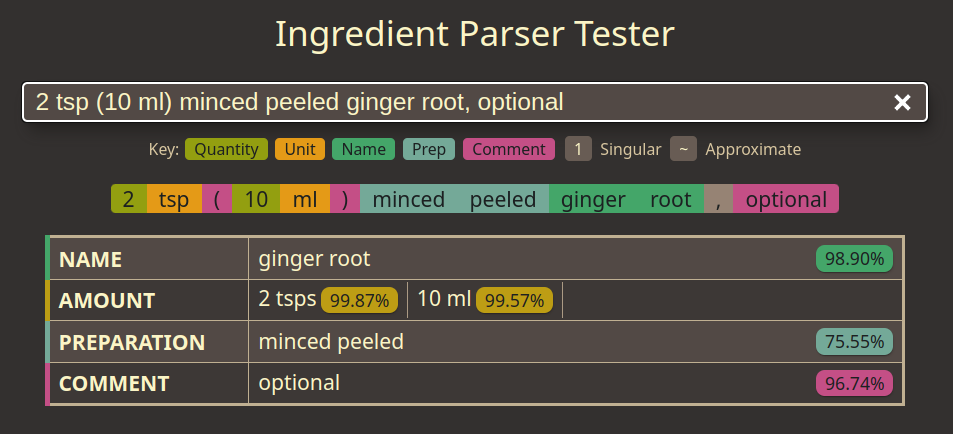 Ingredient Parser Tester
2 tsp (10 ml) minced peeled ginger root, optional
Key: Quantity Unit Name Prep Comment 1 Singular ~ Approximate
2 tsp ( 10 ml ) minced peeled ginger root , optional
NAME ginger root 98.90%
AMOUNT 2 tsps 99.87% 10 ml 99.57%
PREPARATION minced peeled 75.55%
COMMENT optional 96.74%